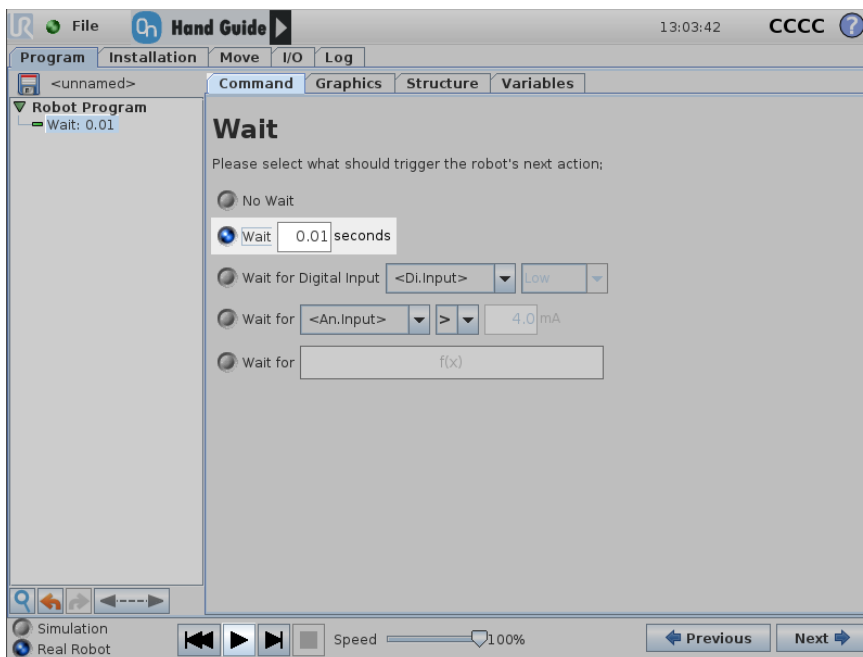 UR File On Hand Guide 13:03:42 CCCC ?
Program Installation Move I/O Log
<unnamed> Command Graphics Structure Variables
Robot Program
Wait: 0.01
Wait
Please select what should trigger the robot's next action:
No Wait
Wait 0.01 seconds
Wait for Digital Input <Di.Input> Low
Wait for <An.Input> > 4.0 mA
Wait for f(x)
Simulation
Real Robot
Speed 100% Previous Next